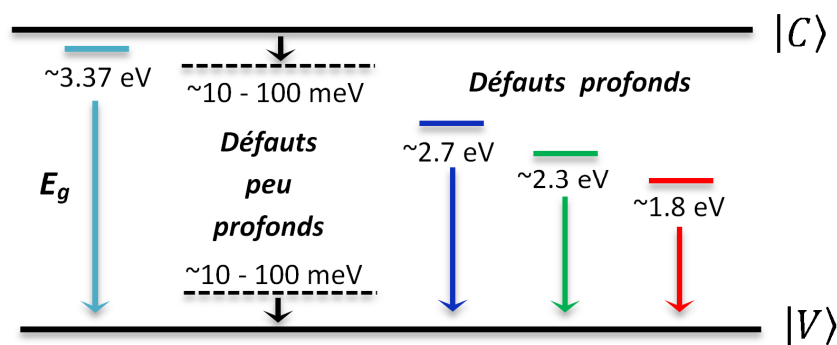 |C⟩
~3.37 eV
~10 - 100 meV
Défauts profonds
Défauts
peu
profonds
~2.7 eV
~2.3 eV
~1.8 eV
E_g
~10 - 100 meV
|V⟩